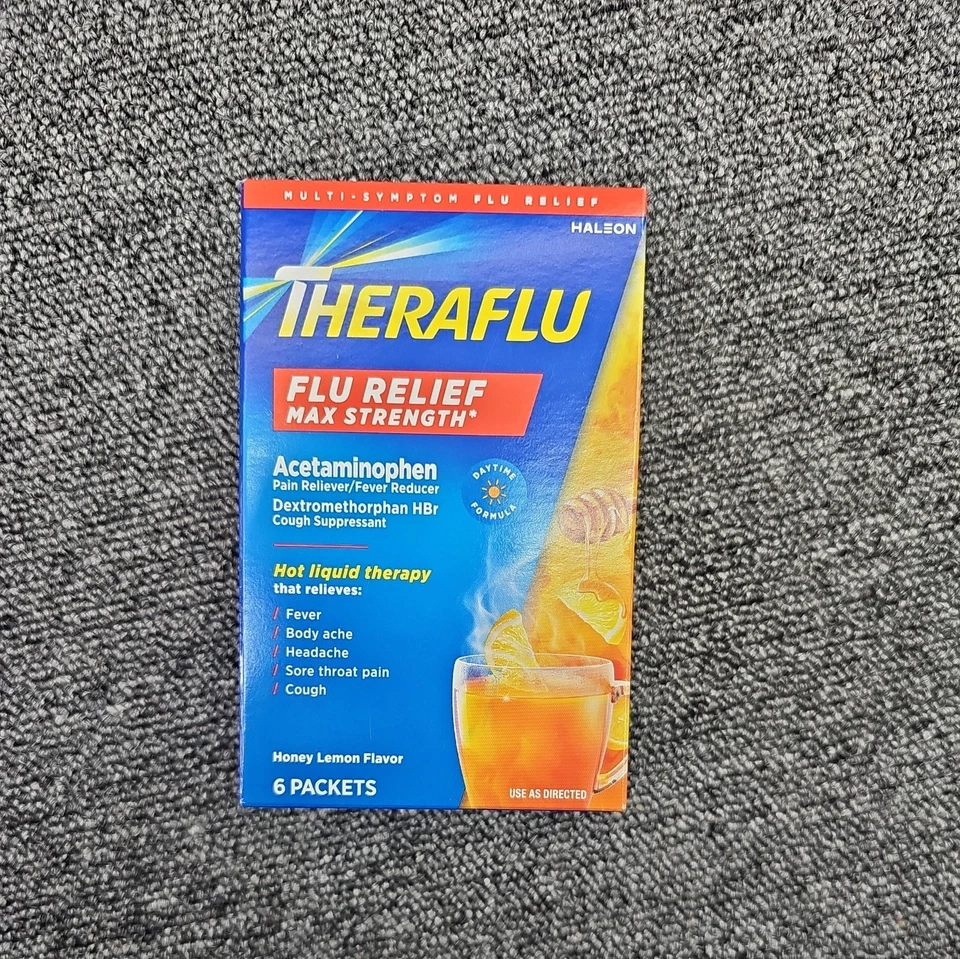 MULTI-SYMPTOM FLU RELIEF
HALEON
THERAFLU
FLU RELIEF
MAX STRENGTH*
Acetaminophen
Pain Reliever/Fever Reducer
Dextromethorphan HBr
Cough Suppressant
DAYTIME
FORMULA
Hot liquid therapy
that relieves:
/ Fever
/ Body ache
/ Headache
/ Sore throat pain
/ Cough
Honey Lemon Flavor
6 PACKETS
USE AS DIRECTED